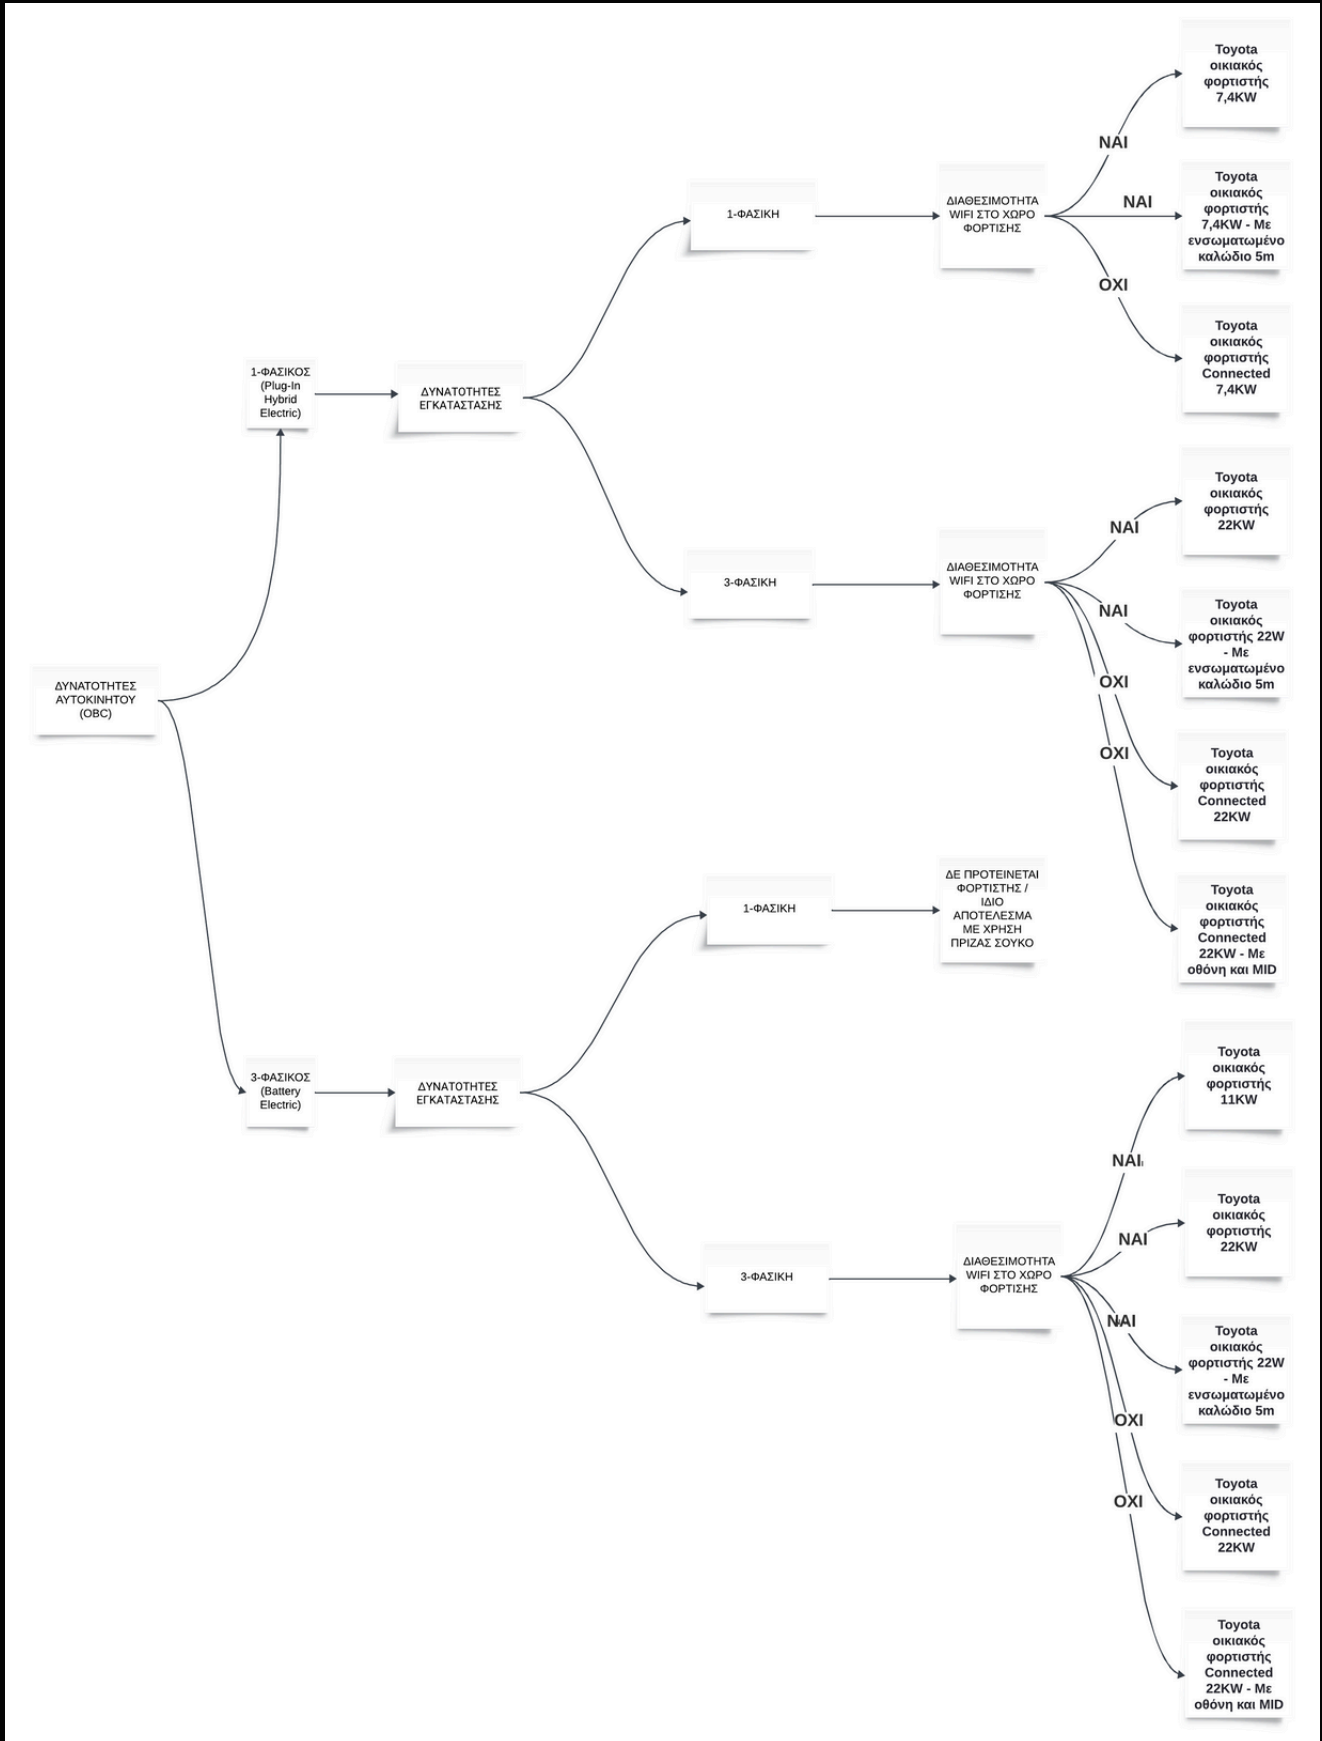 ΔΥΝΑΤΟΤΗΤΕΣ
ΑΥΤΟΚΙΝΗΤΟΥ
(OBC)
1-ΦΑΣΙΚΟΣ
(Plug-In
Hybrid
Electric)
ΔΥΝΑΤΟΤΗΤΕΣ
ΕΓΚΑΤΑΣΤΑΣΗΣ
1-ΦΑΣΙΚΗ
ΔΙΑΘΕΣΙΜΟΤΗΤΑ
WIFI ΣΤΟ ΧΩΡΟ
ΦΟΡΤΙΣΗΣ
ΝΑΙ
Toyota
οικιακός
φορτιστής
7,4KW
ΝΑΙ
Toyota
οικιακός
φορτιστής
7,4KW - Με
ενσωματωμένο
καλώδιο 5m
ΟΧΙ
Toyota
οικιακός
φορτιστής
Connected
7,4KW
3-ΦΑΣΙΚΗ
ΔΙΑΘΕΣΙΜΟΤΗΤΑ
WIFI ΣΤΟ ΧΩΡΟ
ΦΟΡΤΙΣΗΣ
ΝΑΙ
Toyota
οικιακός
φορτιστής
22KW
ΝΑΙ
Toyota
οικιακός
φορτιστής 22W
- Με
ενσωματωμένο
καλώδιο 5m
ΟΧΙ
Toyota
οικιακός
φορτιστής
Connected
22KW
ΟΧΙ
Toyota
οικιακός
φορτιστής
Connected
22KW - Με
οθόνη και MID
3-ΦΑΣΙΚΟΣ
(Battery
Electric)
ΔΥΝΑΤΟΤΗΤΕΣ
ΕΓΚΑΤΑΣΤΑΣΗΣ
1-ΦΑΣΙΚΗ
ΔΕ ΠΡΟΤΕΙΝΕΤΑΙ
ΦΟΡΤΙΣΤΗΣ /
ΙΔΙΟ
ΑΠΟΤΕΛΕΣΜΑ
ΜΕ ΧΡΗΣΗ
ΠΡΙΖΑΣ ΣΟΥΚΟ
3-ΦΑΣΙΚΗ
ΔΙΑΘΕΣΙΜΟΤΗΤΑ
WIFI ΣΤΟ ΧΩΡΟ
ΦΟΡΤΙΣΗΣ
ΝΑΙ
Toyota
οικιακός
φορτιστής
11KW
ΝΑΙ
Toyota
οικιακός
φορτιστής
22KW
ΝΑΙ
Toyota
οικιακός
φορτιστής 22W
- Με
ενσωματωμένο
καλώδιο 5m
ΟΧΙ
Toyota
οικιακός
φορτιστής
Connected
22KW
ΟΧΙ
Toyota
οικιακός
φορτιστής
Connected
22KW - Με
οθόνη και MID